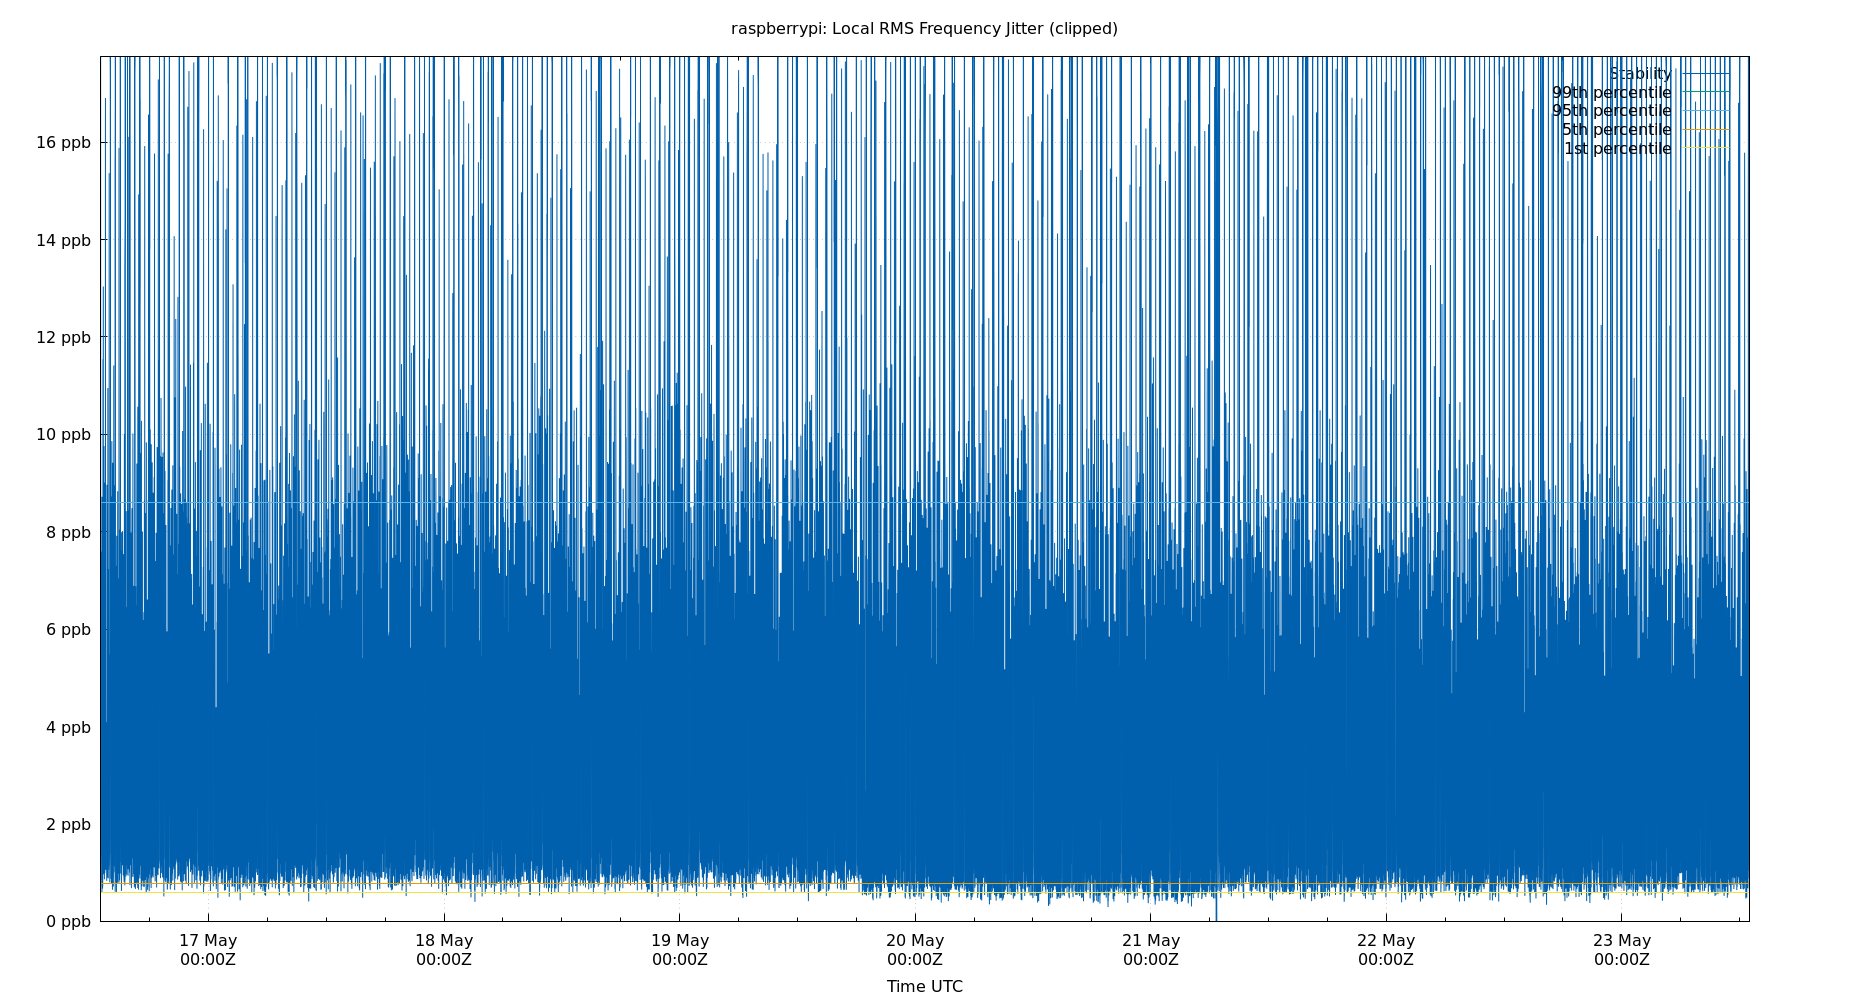 raspberrypi: Local RMS Frequency Jitter (clipped)
Stability
99th percentile
95th percentile
5th percentile
1st percentile
16 ppb
14 ppb
12 ppb
10 ppb
8 ppb
6 ppb
4 ppb
2 ppb
0 ppb
17 May 18 May 19 May 20 May 21 May 22 May 23 May
00:00Z 00:00Z 00:00Z 00:00Z 00:00Z 00:00Z 00:00Z
Time UTC